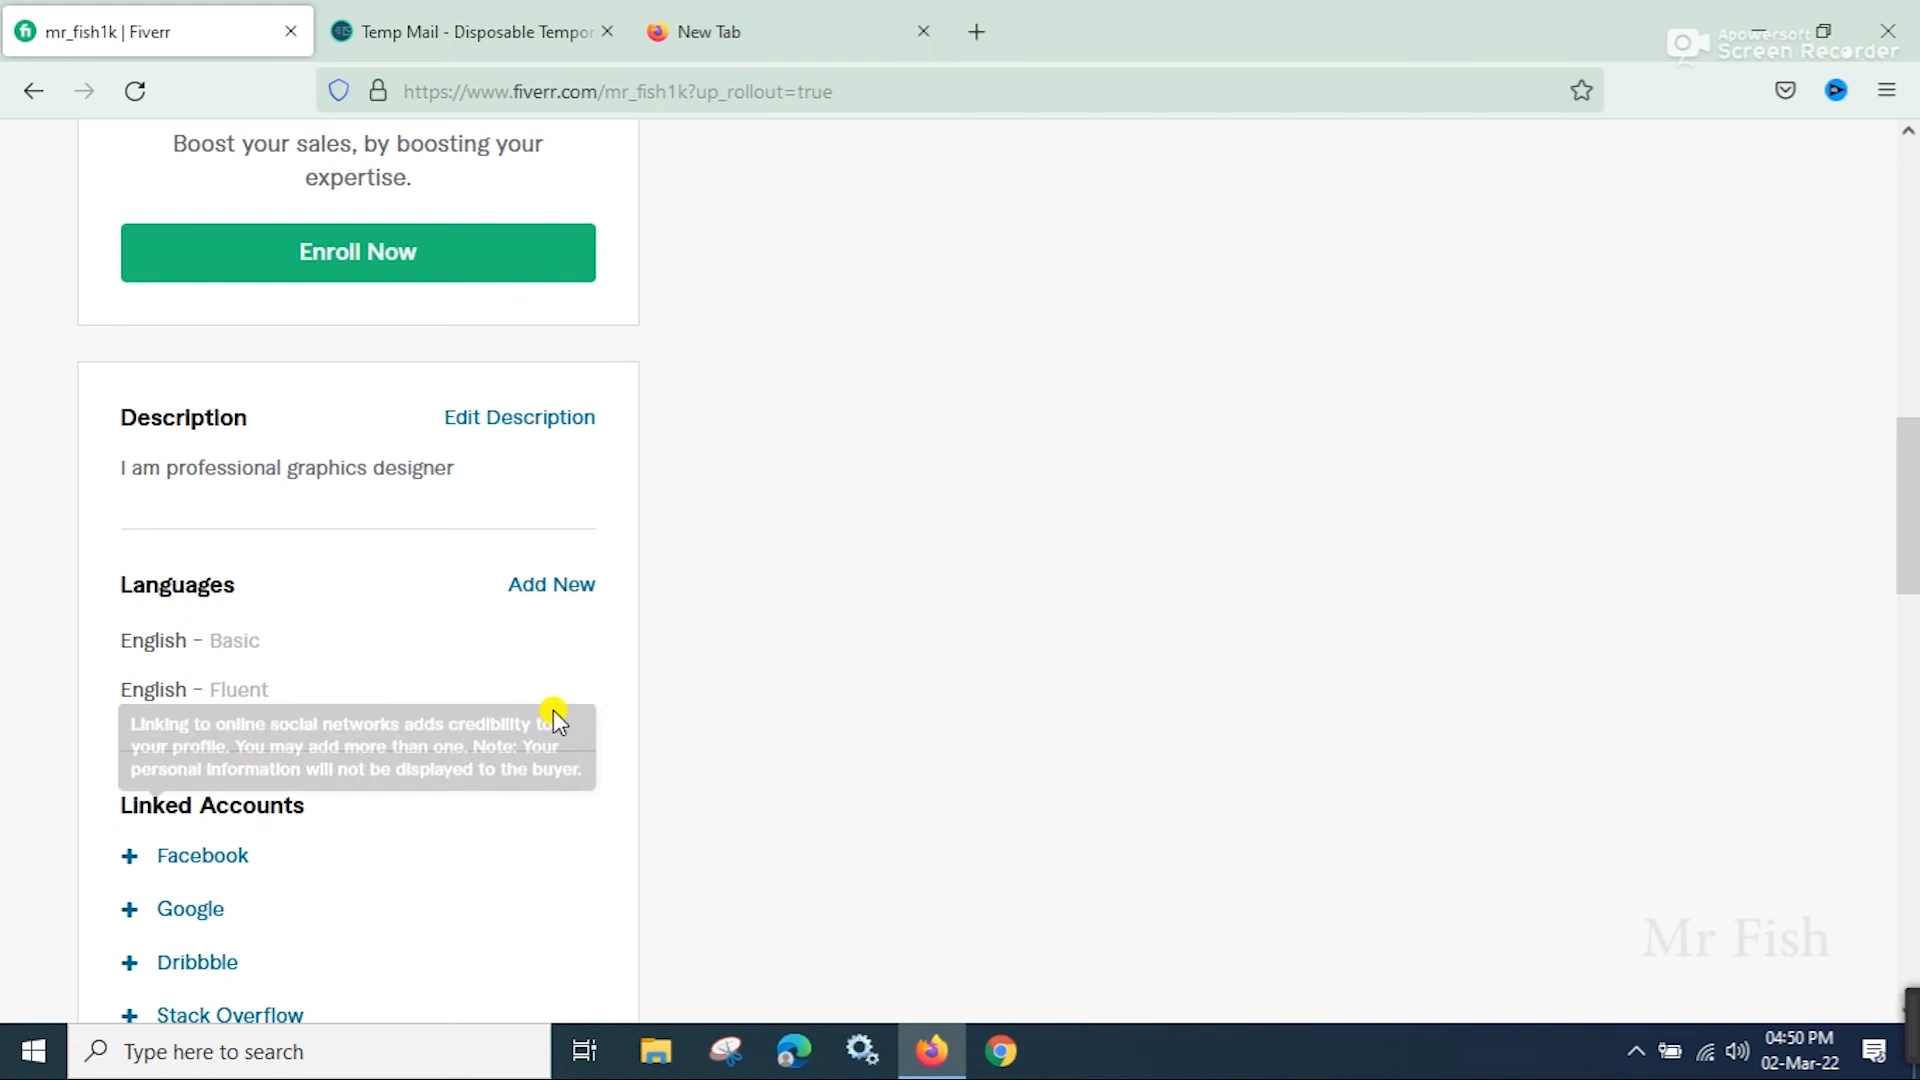 mr_fish1k | Fiverr
Temp Mail - Disposable Tempor
New Tab
Apowersoft
Screen Recorder
https://www.fiverr.com/mr_fish1k?up_rollout=true
Boost your sales, by boosting your
expertise.
Enroll Now
Description
Edit Description
I am professional graphics designer
Languages
Add New
English - Basic
English - Fluent
Linking to online social networks adds credibility to
your profile. You may add more than one. Note: Your
personal information will not be displayed to the buyer.
Linked Accounts
Facebook
Google
Dribbble
Stack Overflow
Mr Fish
Type here to search
04:50 PM
02-Mar-22